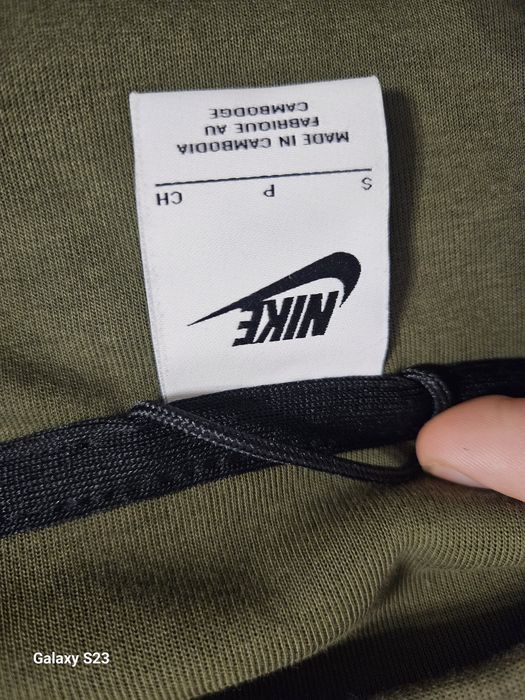 NIKE
S P CH
MADE IN CAMBODIA
FABRIQUE AU
CAMBODGE
Galaxy S23